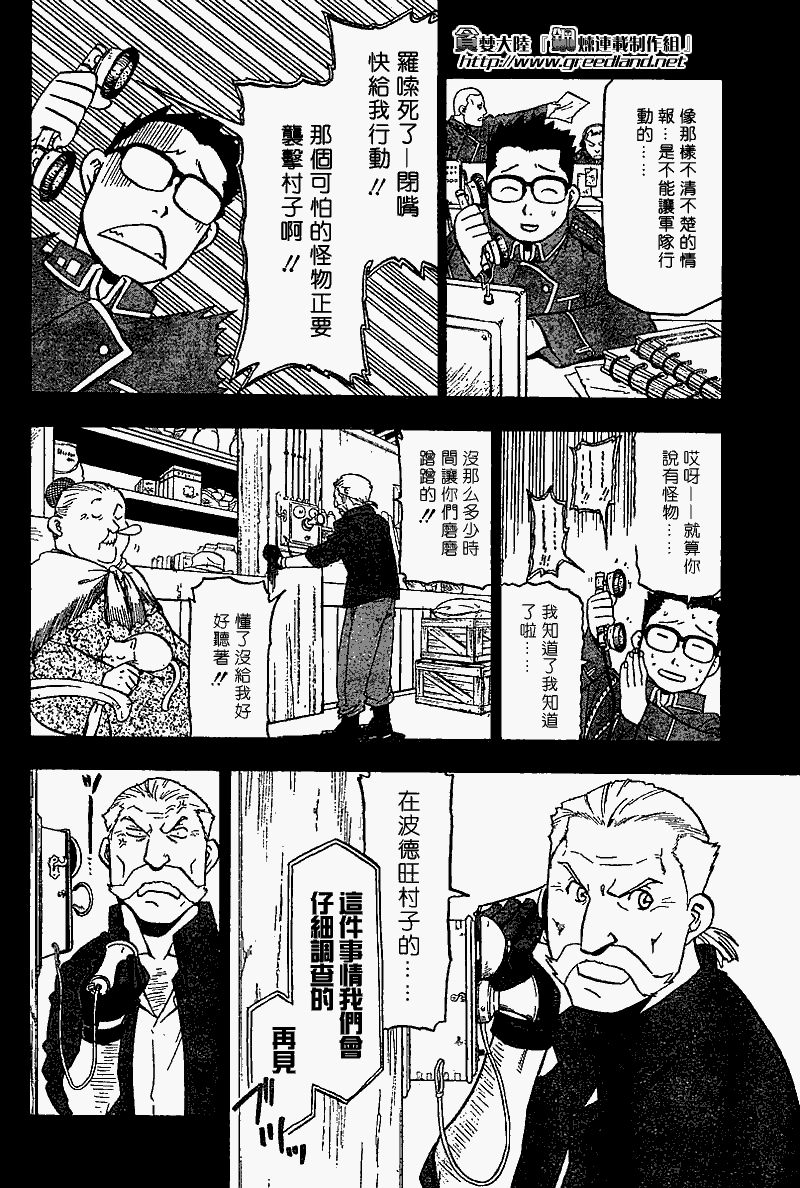 貪婪大陸『鋼煉連載制作組』
http://www.greedland.net
像那樣不清不楚的情
報…是不能讓軍隊行
動的……
羅嗦死了—閉嘴
快給我行動!!
那個可怕的怪物正要
襲擊村子啊!!
哎呀——就算你
說有怪物……
我知道了我知道
了啦……
沒那么多少時
間讓你們磨磨
蹭蹭的!!
懂了沒給我好
好聽著!!
在波德旺村子的……
這件事情我們會
仔細調查的
再見